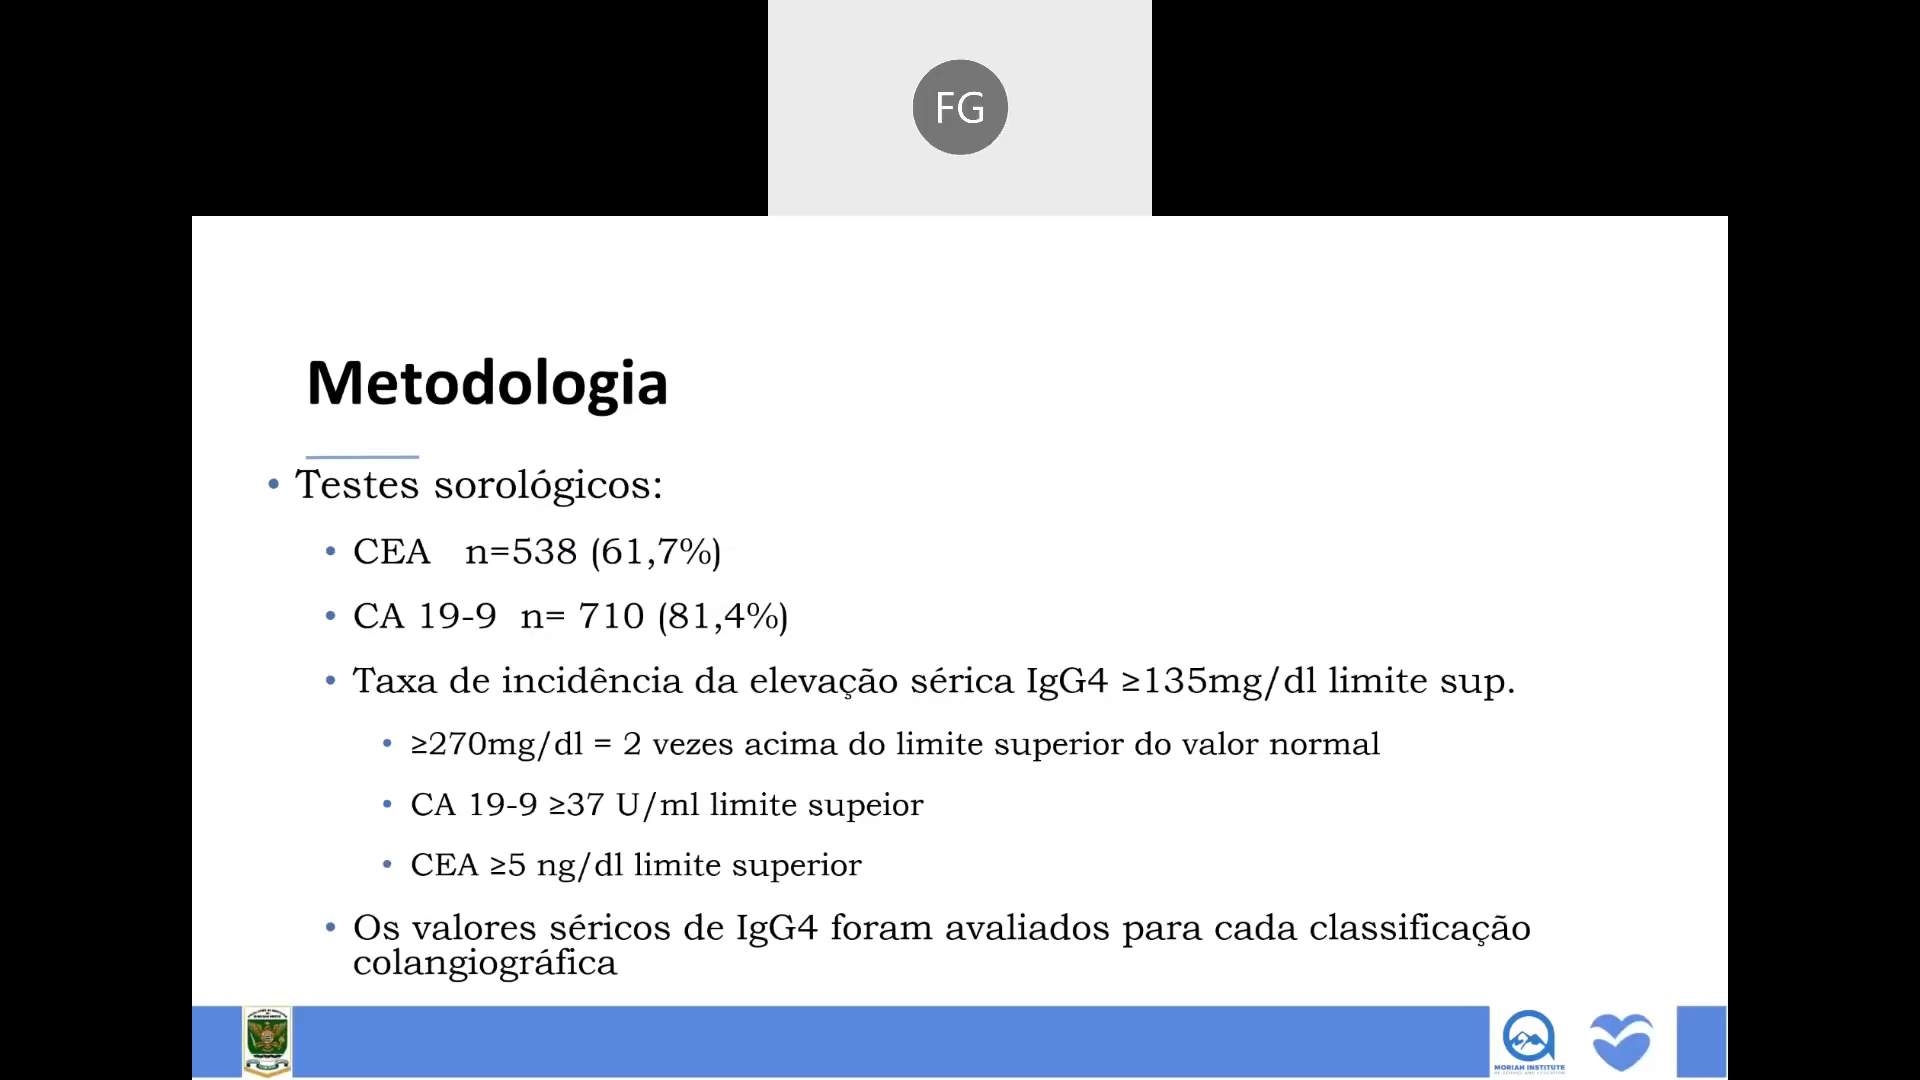 FG
Metodologia
• Testes sorológicos:
• CEA n=538 (61,7%)
• CA 19-9 n= 710 (81,4%)
• Taxa de incidência da elevação sérica IgG4 ≥135mg/dl limite sup.
• ≥270mg/dl = 2 vezes acima do limite superior do valor normal
• CA 19-9 ≥37 U/ml limite supeior
• CEA ≥5 ng/dl limite superior
• Os valores séricos de IgG4 foram avaliados para cada classificação
colangiográfica
MORIAH INSTITUTE